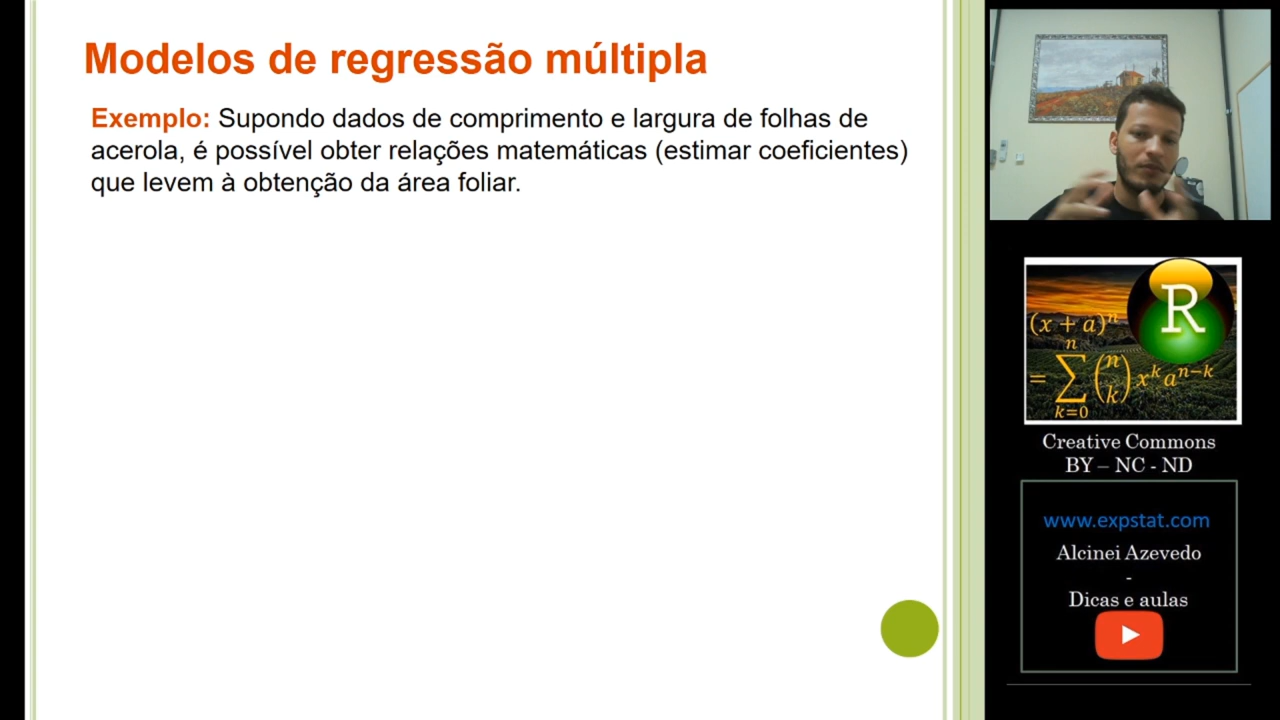 Modelos de regressão múltipla
Exemplo: Supondo dados de comprimento e largura de folhas de
acerola, é possível obter relações matemáticas (estimar coeficientes)
que levem à obtenção da área foliar.
R
(x + a)^n
= ∑_{k=0}^{n} (n k) x^k a^{n-k}
Creative Commons
BY – NC - ND
www.expstat.com
Alcinei Azevedo
-
Dicas e aulas